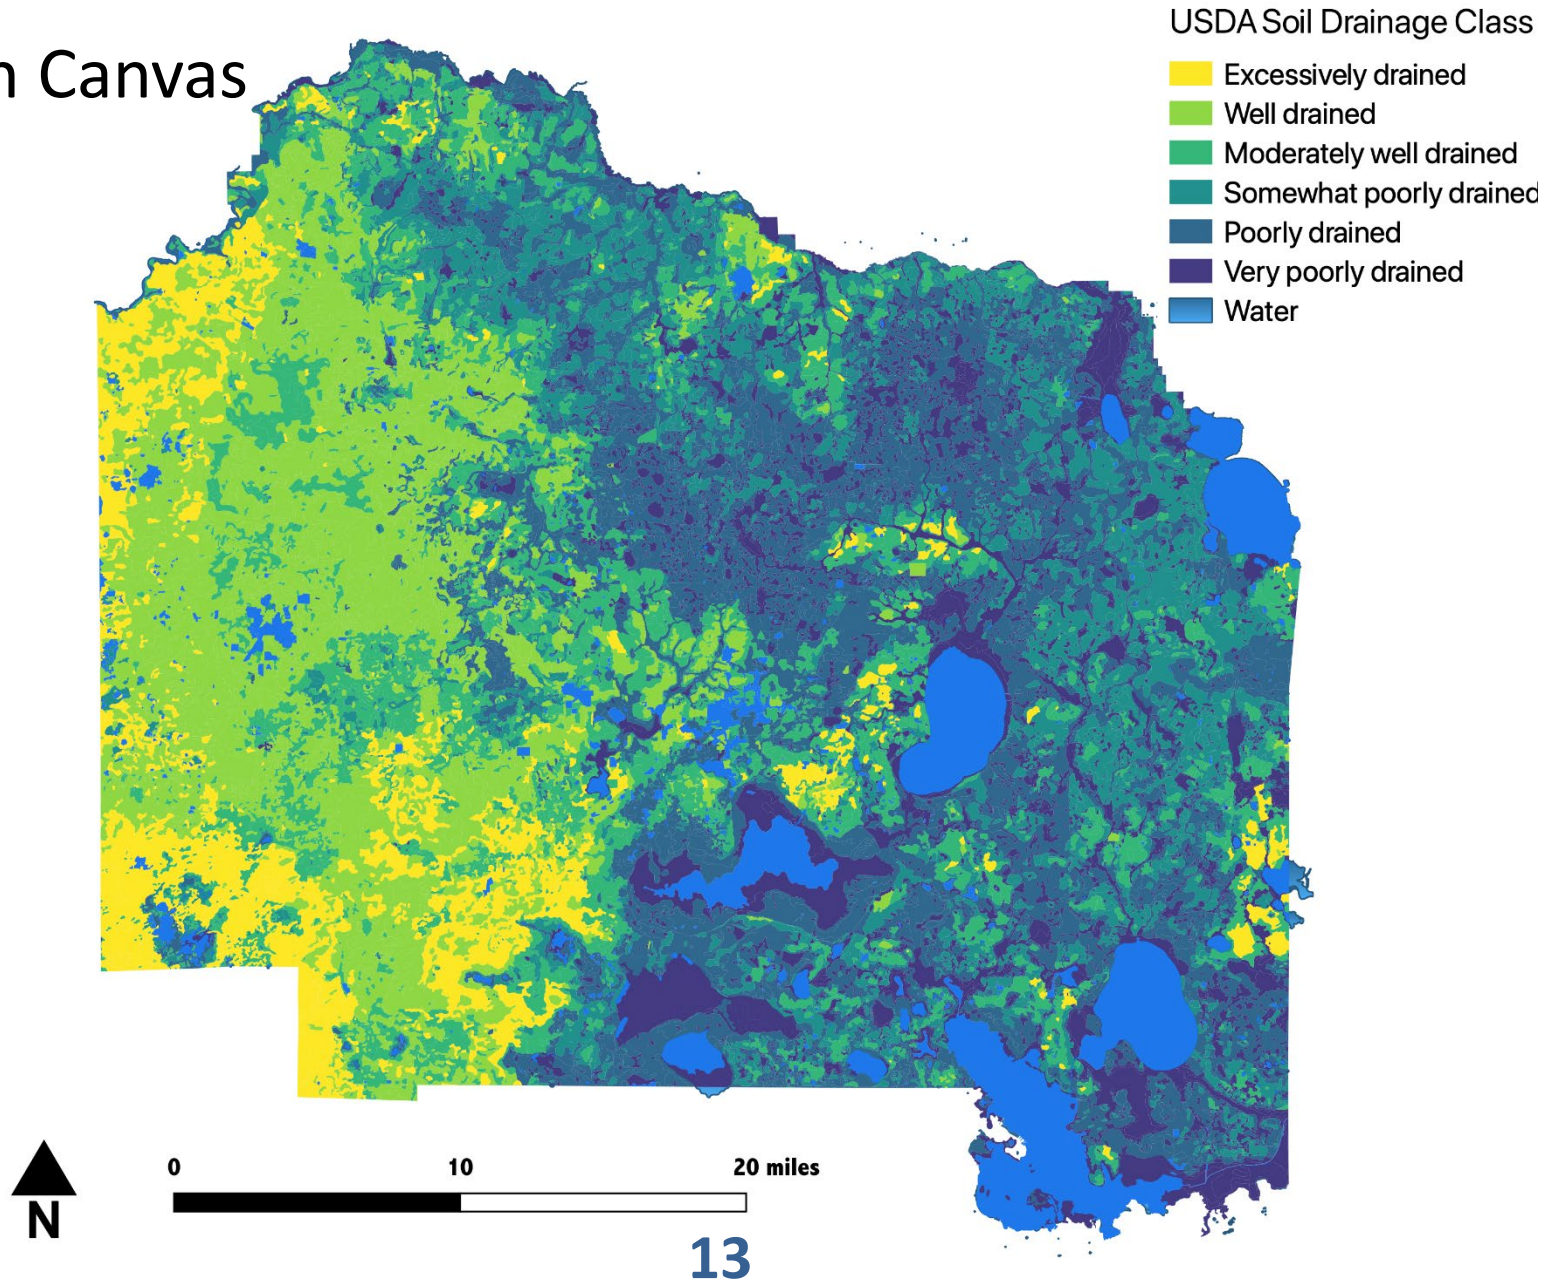 n Canvas
USDA Soil Drainage Class
Excessively drained
Well drained
Moderately well drained
Somewhat poorly drained
Poorly drained
Very poorly drained
Water
0 10 20 miles
N
13